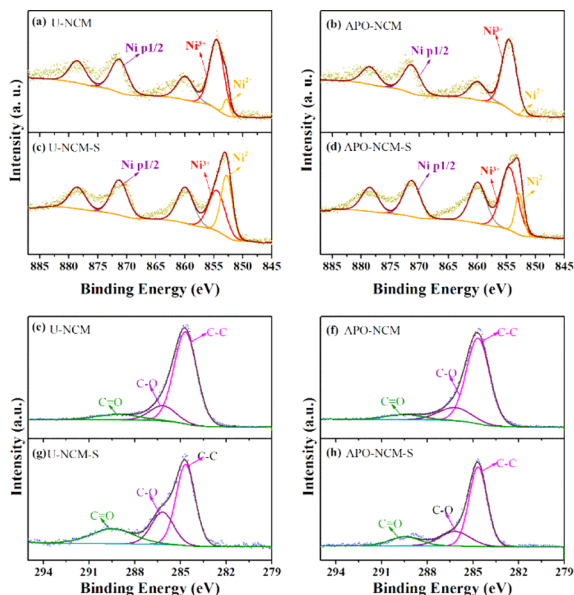 (a) U-NCM
Ni p1/2
Ni³⁺
Ni²⁺
(c) U-NCM-S
Ni p1/2
Ni³⁺
Ni²
885 880 875 870 865 860 855 850 845
Binding Energy (eV)
Intensity (a. u.)
(b) APO-NCM
Ni p1/2
Ni³⁺
Ni²⁺
(d) APO-NCM-S
Ni p1/2
Ni³⁺
Ni²
885 880 875 870 865 860 855 850 845
Binding Energy (eV)
Intensity (a. u.)
(e) U-NCM
C-C
C-O
C=O
(g) U-NCM-S
C-C
C-O
C=O
294 291 288 285 282 279
Binding Energy (eV)
Intensity (a.u.)
(f) APO-NCM
C-C
C-O
C=O
(h) APO-NCM-S
C-C
C-O
C=O
294 291 288 285 282 279
Binding Energy (eV)
Intensity (a.u.)